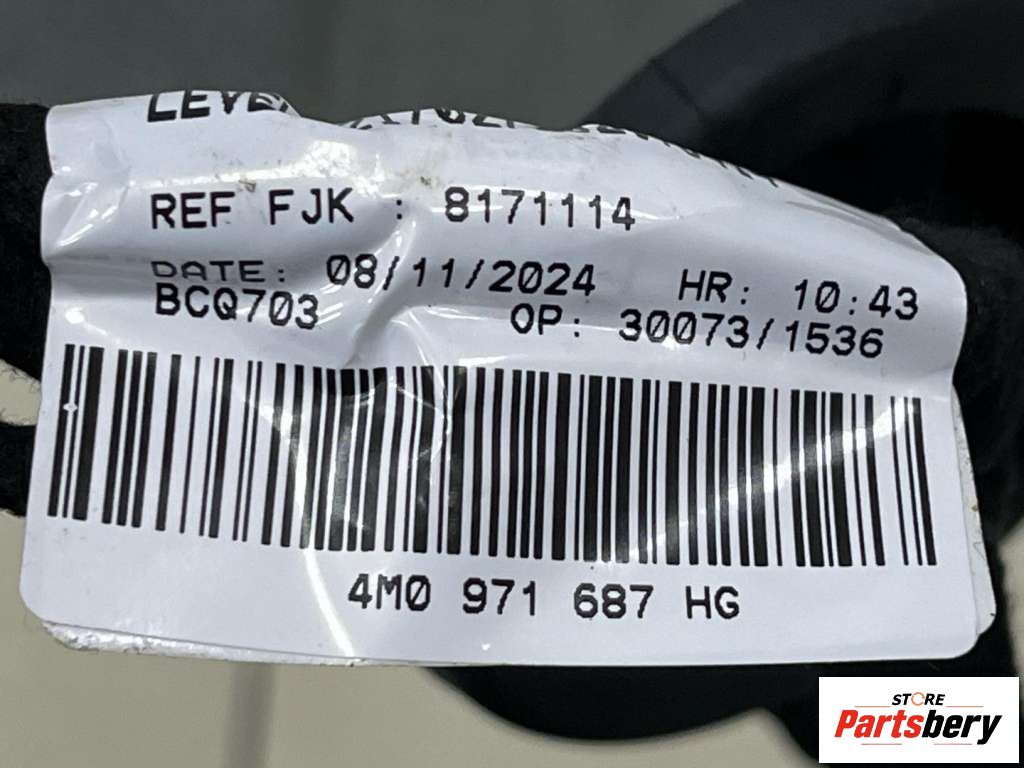 REF FJK : 8171114
DATE: 08/11/2024 HR: 10:43
BCQ703 OP: 30073/1536
4M0 971 687 HG
STORE
Partsbery